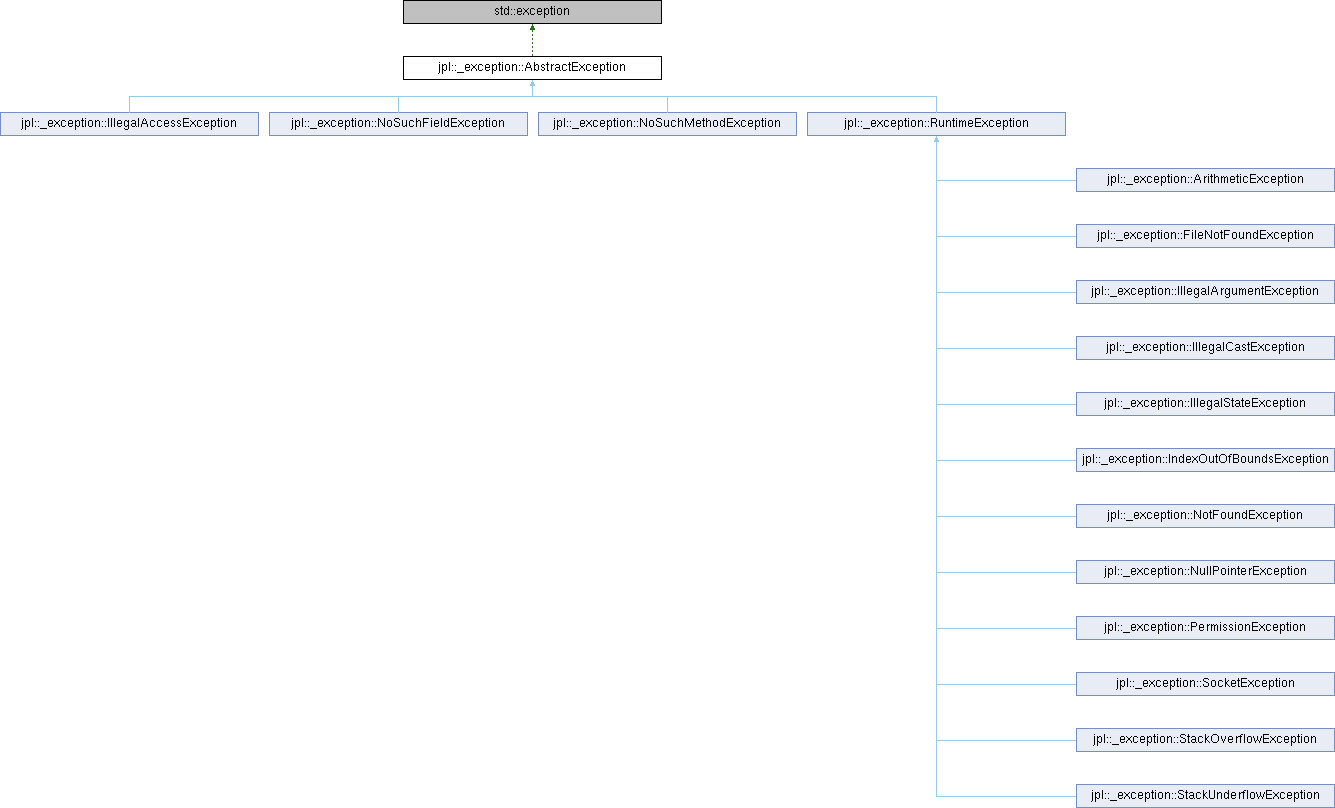 std::exception
jpl::_exception::AbstractException
jpl::_exception::IllegalAccessException
jpl::_exception::NoSuchFieldException
jpl::_exception::NoSuchMethodException
jpl::_exception::RuntimeException
jpl::_exception::ArithmeticException
jpl::_exception::FileNotFoundException
jpl::_exception::IllegalArgumentException
jpl::_exception::IllegalCastException
jpl::_exception::IllegalStateException
jpl::_exception::IndexOutOfBoundsException
jpl::_exception::NotFoundException
jpl::_exception::NullPointerException
jpl::_exception::PermissionException
jpl::_exception::SocketException
jpl::_exception::StackOverflowException
jpl::_exception::StackUnderflowException